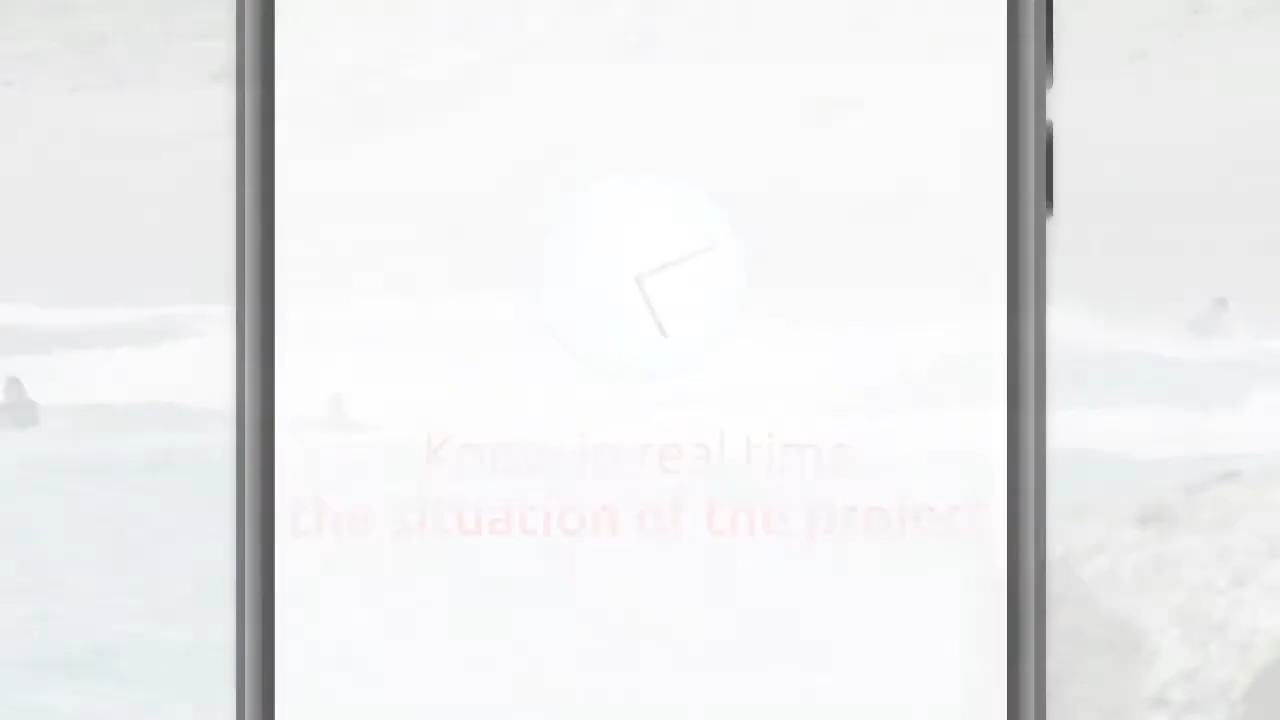 Know in real time
the situation of the project